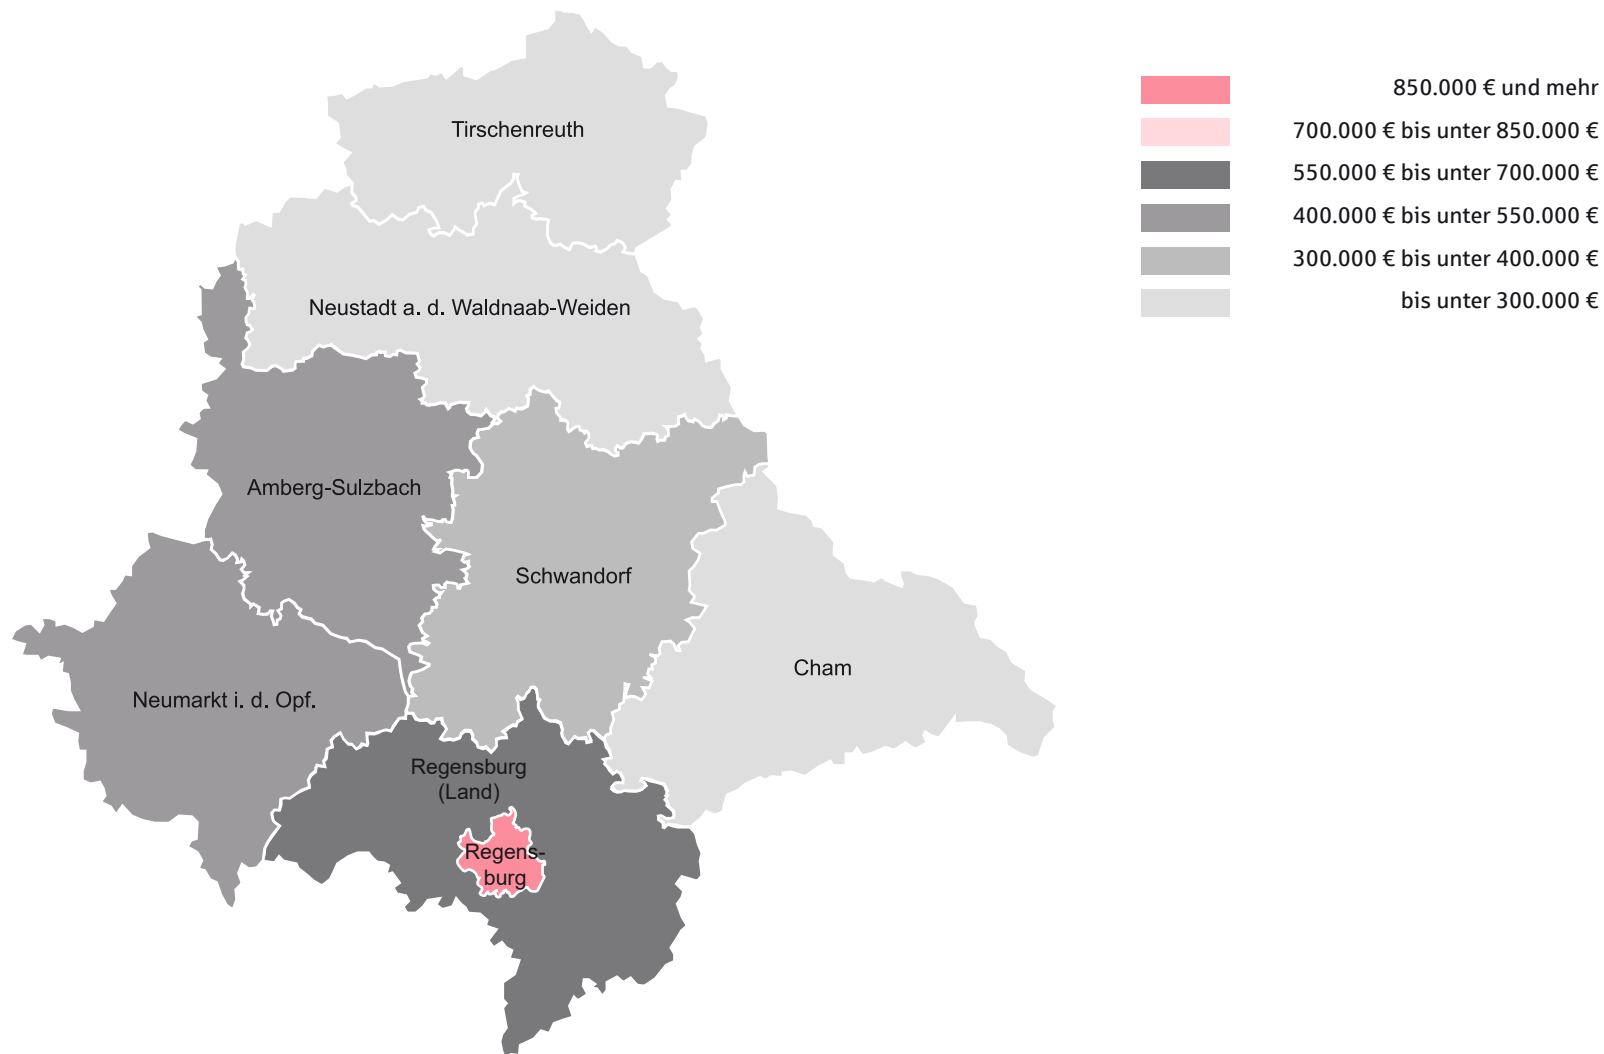 850.000 € und mehr
700.000 € bis unter 850.000 €
550.000 € bis unter 700.000 €
400.000 € bis unter 550.000 €
300.000 € bis unter 400.000 €
bis unter 300.000 €
Tirschenreuth
Neustadt a. d. Waldnaab-Weiden
Amberg-Sulzbach
Schwandorf
Cham
Neumarkt i. d. Opf.
Regensburg
(Land)
Regens-
burg